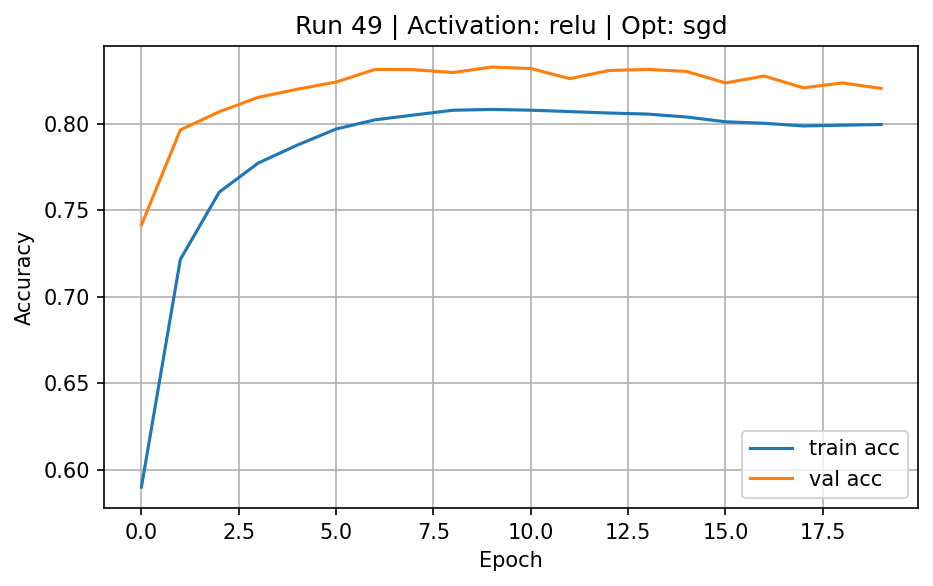 Run 49 | Activation: relu | Opt: sgd
Accuracy
0.80
0.75
0.70
0.65
0.60
train acc
val acc
0.0 2.5 5.0 7.5 10.0 12.5 15.0 17.5
Epoch